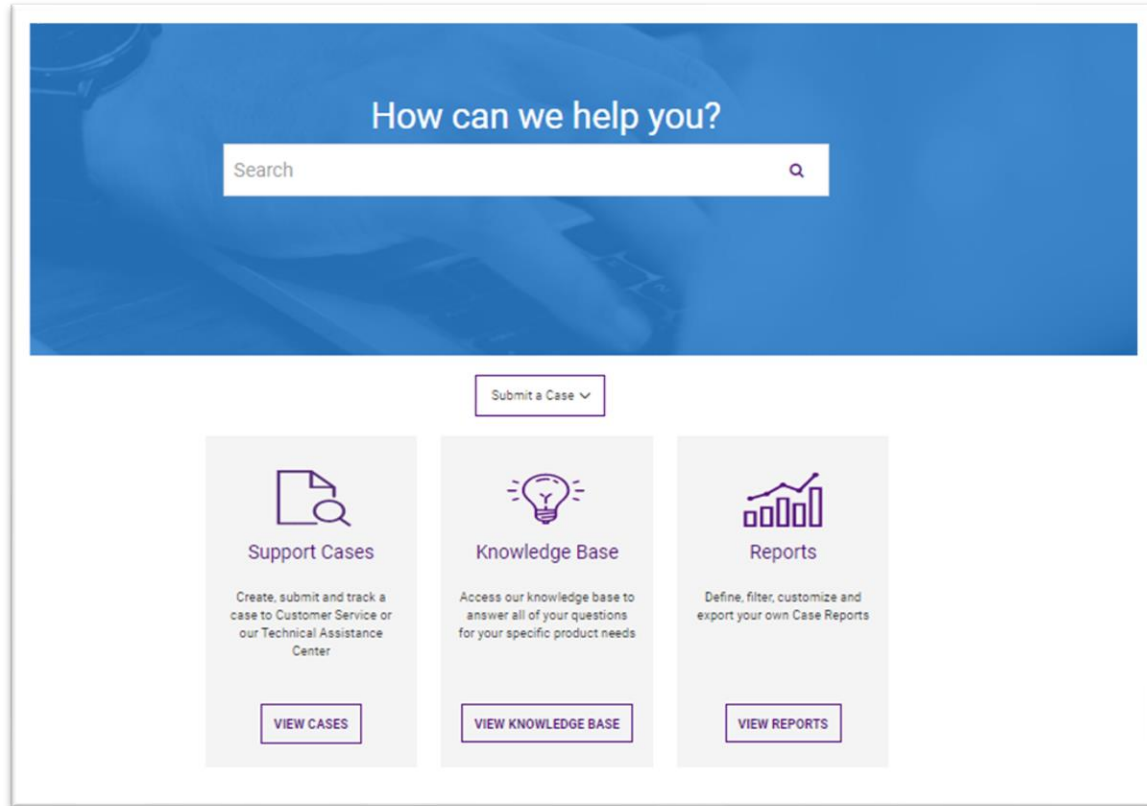 How can we help you?
Search
Submit a Case
Support Cases
Create, submit and track a
case to Customer Service or
our Technical Assistance
Center
VIEW CASES
Knowledge Base
Access our knowledge base to
answer all of your questions
for your specific product needs
VIEW KNOWLEDGE BASE
Reports
Define, filter, customize and
export your own Case Reports
VIEW REPORTS